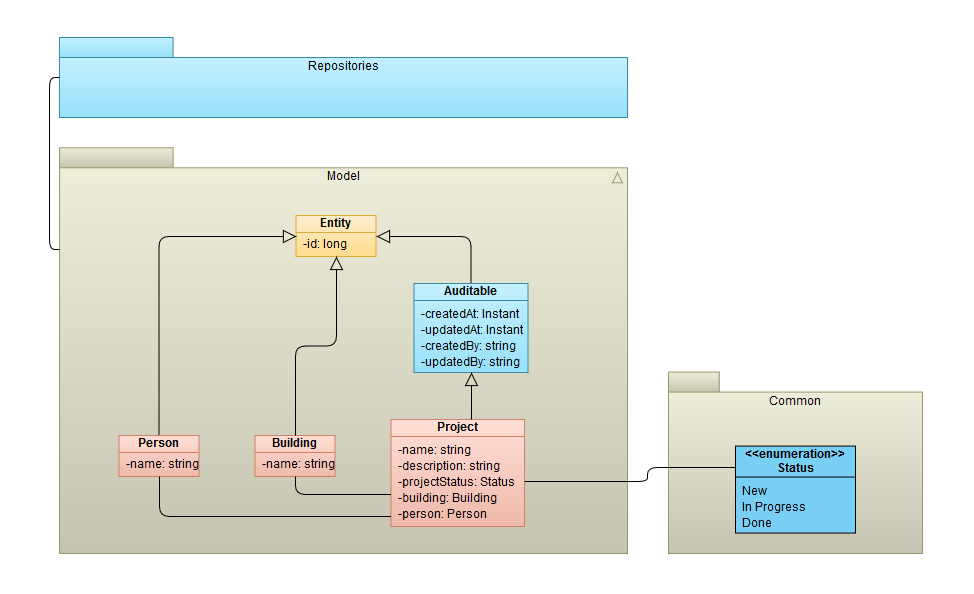 Repositories
Model
Entity
-id: long
Auditable
-createdAt: Instant
-updatedAt: Instant
-createdBy: string
-updatedBy: string
Person
-name: string
Building
-name: string
Project
-name: string
-description: string
-projectStatus: Status
-building: Building
-person: Person
Common
<<enumeration>>
Status
New
In Progress
Done